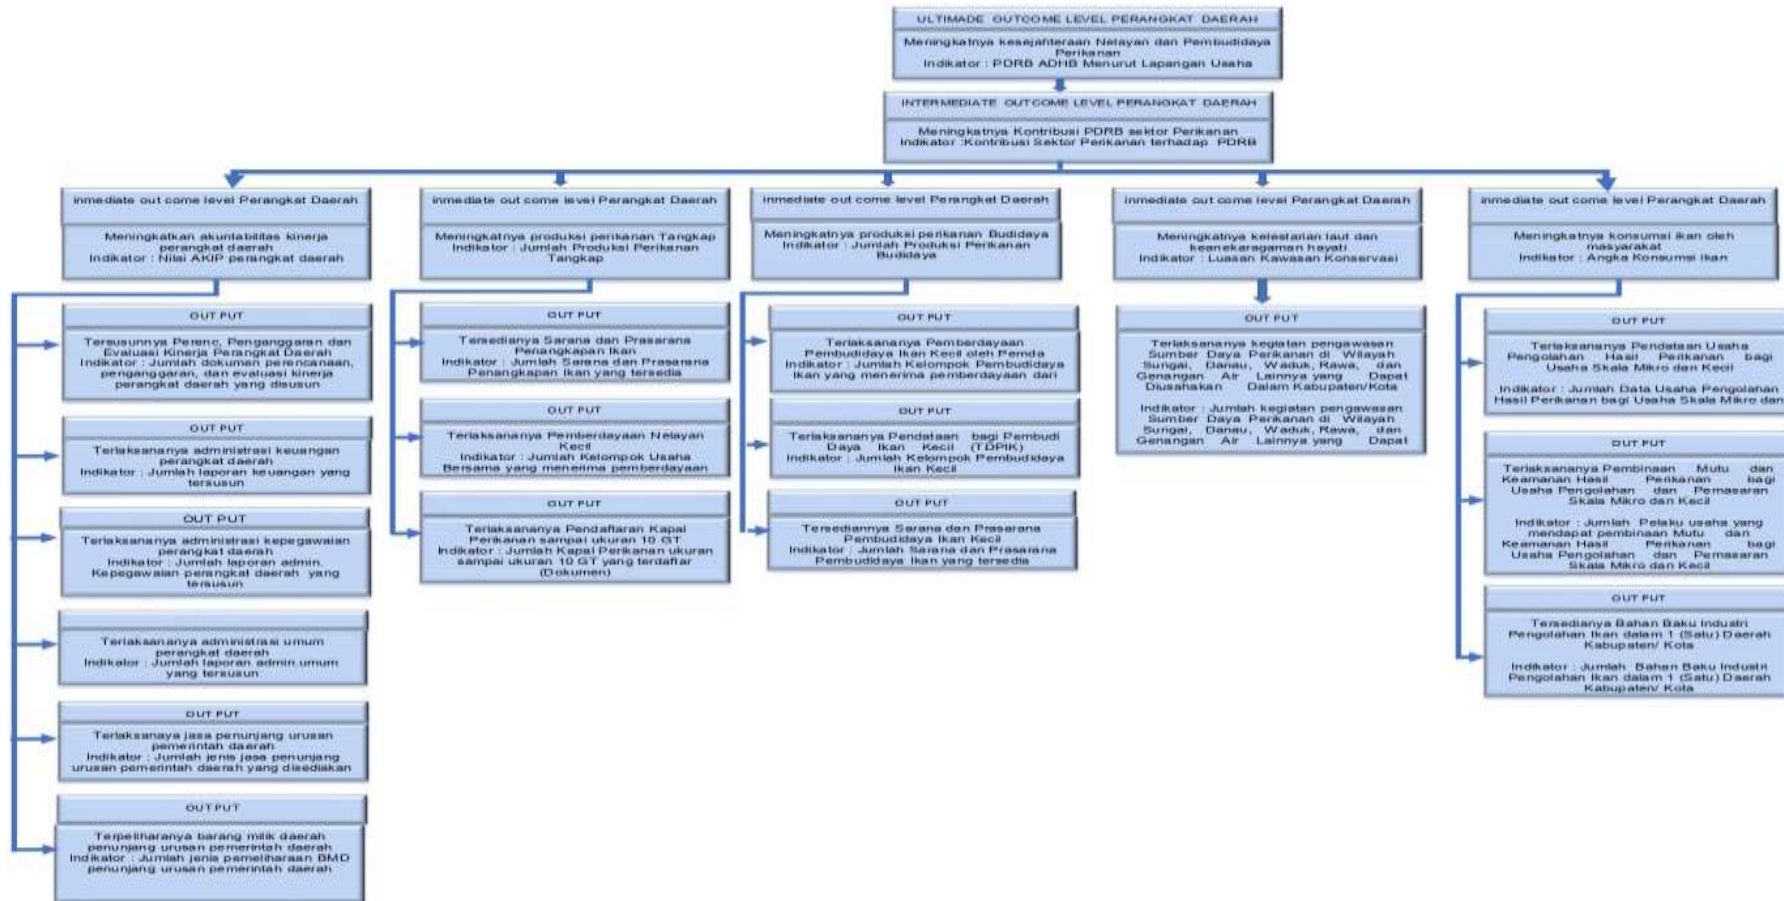 ULTIMADE OUTCOME LEVEL PERANGKAT DAERAH
Meningkatnya kesejahteraan Nelayan dan Pembudidaya
Perikanan
Indikator : PDRB ADHB Menurut Lapangan Usaha
INTERMEDIATE OUTCOME LEVEL PERANGKAT DAERAH
Meningkatnya Kontribusi PDRB sektor Perikanan
Indikator :Kontribusi Sektor Perikanan terhadap PDRB
inmediate out come level Perangkat Daerah
Meningkatkan akuntabilitas kinerja
perangkat daerah
Indikator : Nilai AKIP perangkat daerah
OUT PUT
Tersusunnya Perenc, Penganggaran dan
Evaluasi Kinerja Perangkat Daerah
Indikator : Jumlah dokumen perencanaan,
penganggaran, dan evaluasi kinerja
perangkat daerah yang disusun
OUT PUT
Terlaksananya administrasi keuangan
perangkat daerah
Indikator : Jumlah laporan keuangan yang
tersusun
OUT PUT
Terlaksananya administrasi kepegawaian
perangkat daerah
Indikator : Jumlah laporan admin.
Kepegawaian perangkat daerah yang
tersusun
Terlaksananya administrasi umum
perangkat daerah
Indikator : Jumlah laporan admin.umum
yang tersusun
OUT PUT
Terlaksanaya jasa penunjang urusan
pemerintah daerah
Indikator : Jumlah jenis jasa penunjang
urusan pemerintah daerah yang disediakan
OUT PUT
Terpeliharanya barang milik daerah
penunjang urusan pemerintah daerah
Indikator : Jumlah jenis pemeliharaan BMD
penunjang urusan pemerintah daerah
inmediate out come level Perangkat Daerah
Meningkatnya produksi perikanan Tangkap
Indikator : Jumlah Produksi Perikanan
Tangkap
OUT PUT
Tersedianya Sarana dan Prasarana
Penangkapan Ikan
Indikator : Jumlah Sarana dan Prasarana
Penangkapan Ikan yang tersedia
OUT PUT
Terlaksananya Pemberdayaan Nelayan
Kecil
Indikator : Jumlah Kelompok Usaha
Bersama yang menerima pemberdayaan
OUT PUT
Terlaksananya Pendaftaran Kapal
Perikanan sampai ukuran 10 GT
Indikator : Jumlah Kapal Perikanan ukuran
sampai ukuran 10 GT yang terdaftar
(Dokumen)
inmediate out come level Perangkat Daerah
Meningkatnya produksi perikanan Budidaya
Indikator : Jumlah Produksi Perikanan
Budidaya
OUT PUT
Terlaksananya Pemberdayaan
Pembudidaya Ikan Kecil oleh Pemda
Indikator : Jumlah Kelompok Pembudidaya
Ikan yang menerima pemberdayaan dari
OUT PUT
Terlaksananya Pendataan bagi Pembudi
Daya Ikan Kecil (TDPIK)
Indikator : Jumlah Kelompok Pembudidaya
Ikan Kecil
OUT PUT
Tersediannya Sarana dan Prasarana
Pembudidaya Ikan Kecil
Indikator : Jumlah Sarana dan Prasarana
Pembudidaya Ikan yang tersedia
inmediate out come level Perangkat Daerah
Meningkatnya kelestarian laut dan
keanekaragaman hayati
Indikator : Luasan Kawasan Konservasi
OUT PUT
Terlaksananya kegiatan pengawasan
Sumber Daya Perikanan di Wilayah
Sungai, Danau, Waduk, Rawa, dan
Genangan Air Lainnya yang Dapat
Diusahakan Dalam Kabupaten/Kota
Indikator : Jumlah kegiatan pengawasan
Sumber Daya Perikanan di Wilayah
Sungai, Danau, Waduk, Rawa, dan
Genangan Air Lainnya yang Dapat
inmediate out come level Perangkat Daerah
Meningkatnya konsumsi ikan oleh
masyarakat
Indikator : Angka Konsumsi ikan
OUT PUT
Terlaksananya Pendataan Usaha
Pengolahan Hasil Perikanan bagi
Usaha Skala Mikro dan Kecil
Indikator : Jumlah Data Usaha Pengolahan
Hasil Perikanan bagi Usaha Skala Mikro dan
OUT PUT
Terlaksananya Pembinaan Mutu dan
Keamanan Hasil Perikanan bagi
Usaha Pengolahan dan Pemasaran
Skala Mikro dan Kecil
Indikator : Jumlah Pelaku usaha yang
mendapat pembinaan Mutu dan
Keamanan Hasil Perikanan bagi
Usaha Pengolahan dan Pemasaran
Skala Mikro dan Kecil
OUT PUT
Tersedianya Bahan Baku Industri
Pengolahan Ikan dalam 1 (Satu) Daerah
Kabupaten/ Kota
Indikator : Jumlah Bahan Baku Industri
Pengolahan Ikan dalam 1 (Satu) Daerah
Kabupaten/ Kota